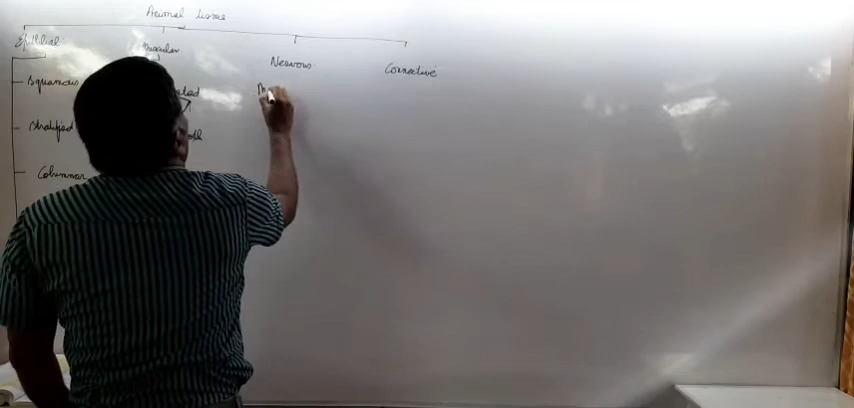 Animal tissue
Epithelial
Muscular
Nervous
Connective
Squamous
Stratified
Columnar